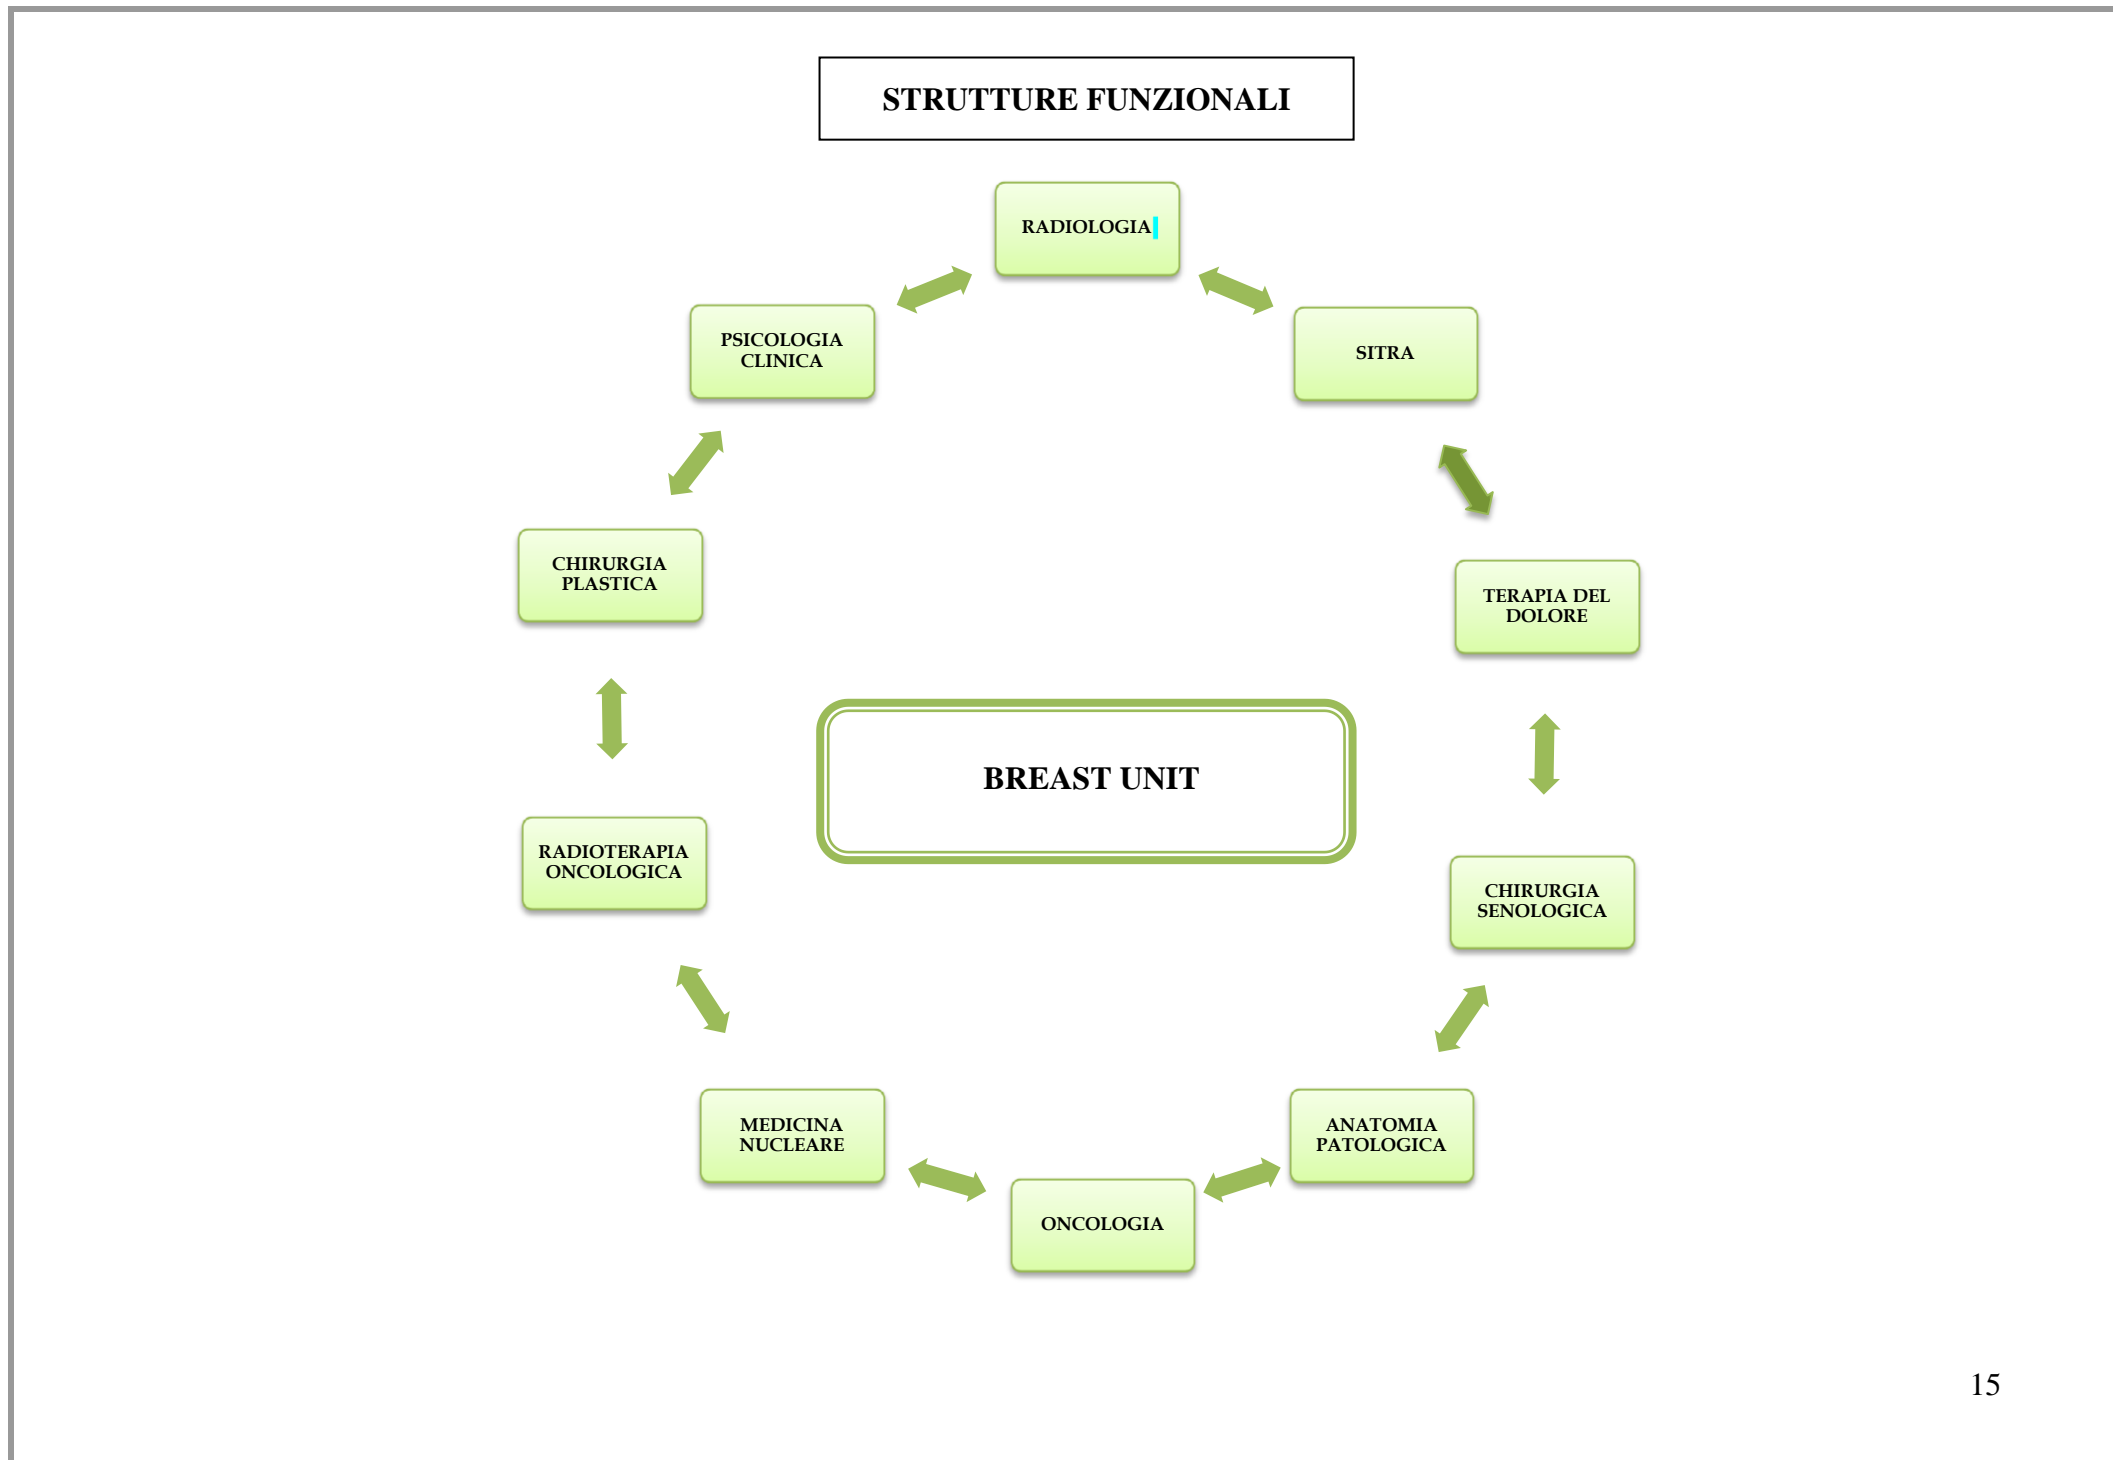 STRUTTURE FUNZIONALI
RADIOLOGIA
PSICOLOGIA
CLINICA
SITRA
CHIRURGIA
PLASTICA
TERAPIA DEL
DOLORE
BREAST UNIT
RADIOTERAPIA
ONCOLOGICA
CHIRURGIA
SENOLOGICA
MEDICINA
NUCLEARE
ANATOMIA
PATOLOGICA
ONCOLOGIA
15